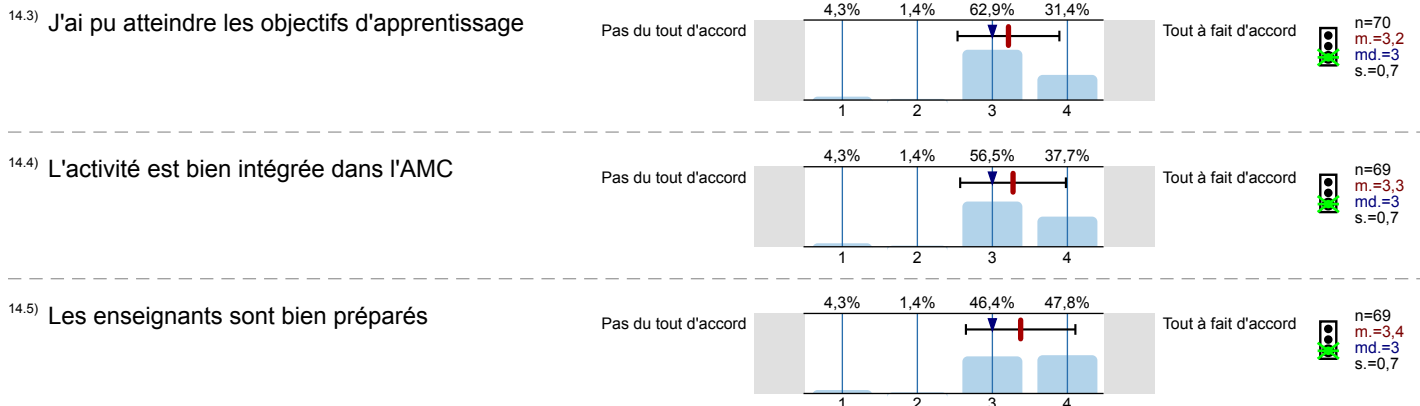 4,3% 1,4% 62,9% 31,4%
14.3) J'ai pu atteindre les objectifs d'apprentissage
Pas du tout d'accord
Tout à fait d'accord
n=70
m.=3,2
md.=3
s.=0,7
1 2 3 4
4,3% 1,4% 56,5% 37,7%
14.4) L'activité est bien intégrée dans l'AMC
Pas du tout d'accord
Tout à fait d'accord
n=69
m.=3,3
md.=3
s.=0,7
1 2 3 4
4,3% 1,4% 46,4% 47,8%
14.5) Les enseignants sont bien préparés
Pas du tout d'accord
Tout à fait d'accord
n=69
m.=3,4
md.=3
s.=0,7
1 2 3 4